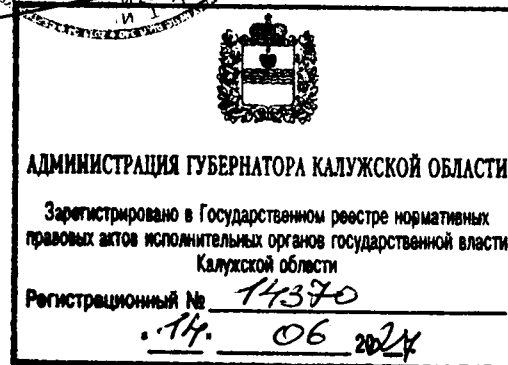 АДМИНИСТРАЦИЯ ГУБЕРНАТОРА КАЛУЖСКОЙ ОБЛАСТИ
Зарегистрировано в Государственном реестре нормативных
правовых актов исполнительных органов государственной власти
Калужской области
Регистрационный № 14370
"14" 06 2024